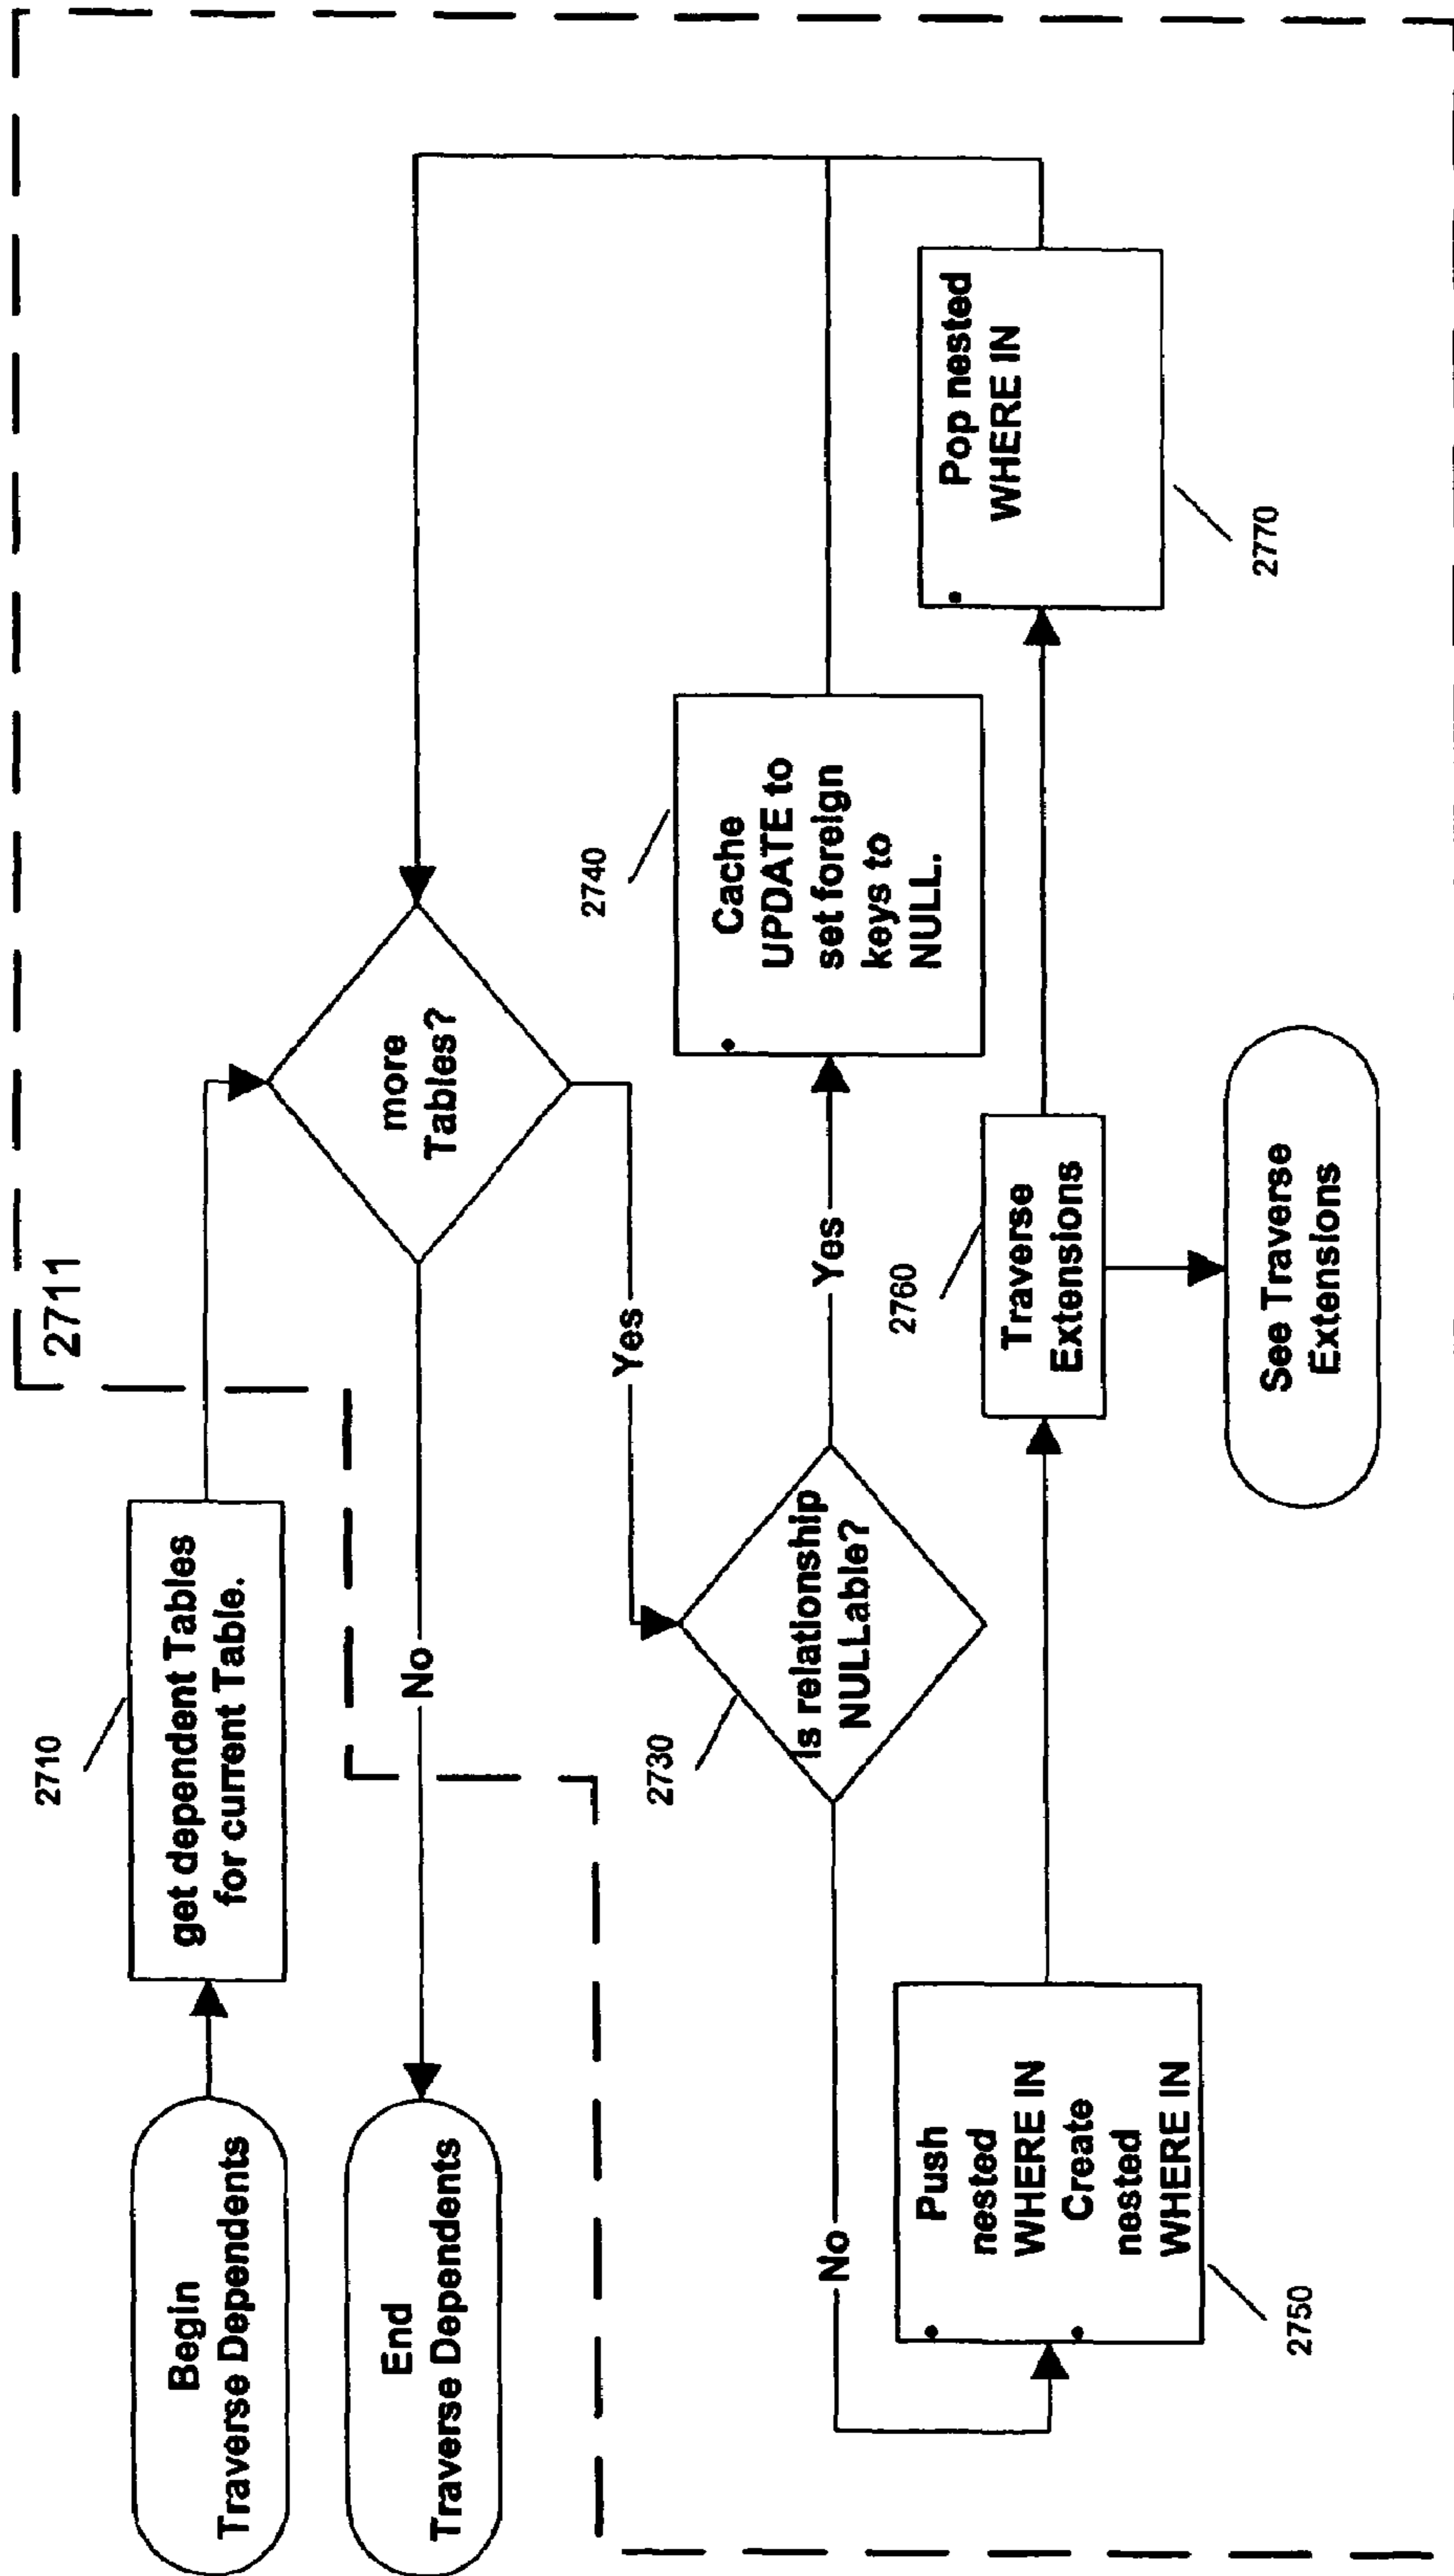 Begin
Traverse Dependents
2710
get dependent Tables
for current Table.
2711
End
Traverse Dependents
No
more
Tables?
Yes
2730
Is relationship
NULLable?
Yes
2740
• Cache
UPDATE to
set foreign
keys to
NULL.
No
• Push
nested
WHERE IN
• Create
nested
WHERE IN
2750
2760
Traverse
Extensions
See Traverse
Extensions
• Pop nested
WHERE IN
2770